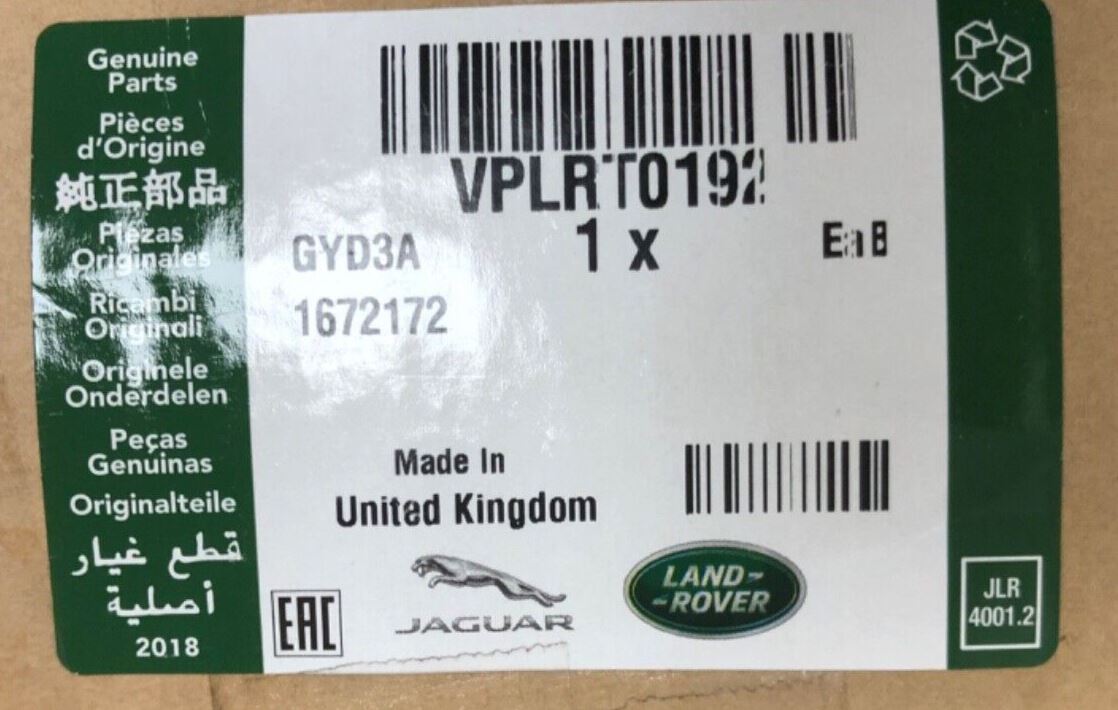 Genuine
Parts
Pièces
d'Origine
純正部品
Piezas
Originales
Ricambi
Originali
Originele
Onderdelen
Peças
Genuinas
Originalteile
قطع غيار
أصلية
2018
VPLRT0192
1 x
GYD3A
1672172
Made In
United Kingdom
EAC
JAGUAR
LAND-
-ROVER
JLR
4001.2